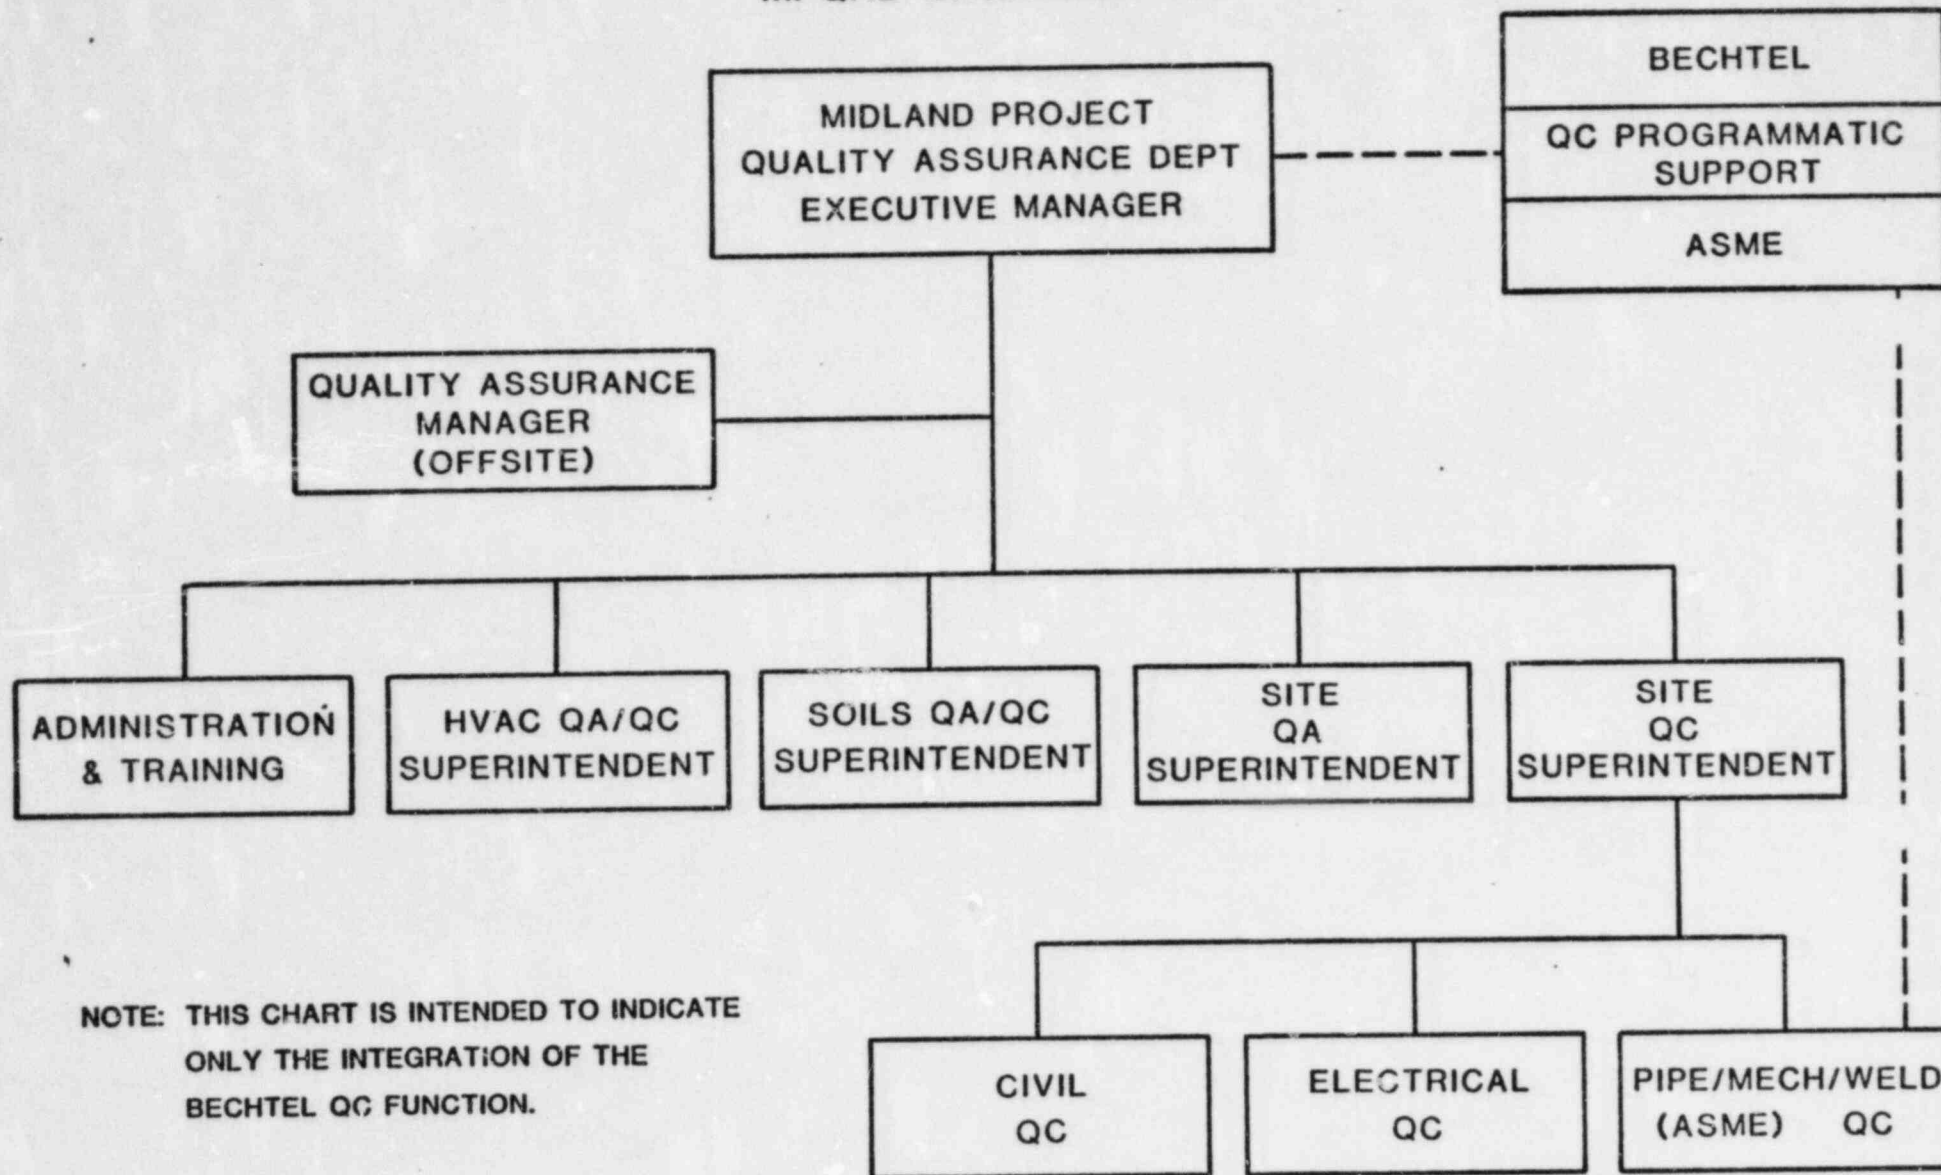 BECHTEL
QC PROGRAMMATIC
SUPPORT
ASME
MIDLAND PROJECT
QUALITY ASSURANCE DEPT
EXECUTIVE MANAGER
QUALITY ASSURANCE
MANAGER
(OFFSITE)
ADMINISTRATION
& TRAINING
HVAC QA/QC
SUPERINTENDENT
SOILS QA/QC
SUPERINTENDENT
SITE
QA
SUPERINTENDENT
SITE
QC
SUPERINTENDENT
NOTE: THIS CHART IS INTENDED TO INDICATE
ONLY THE INTEGRATION OF THE
BECHTEL QC FUNCTION.
CIVIL
QC
ELECTRICAL
QC
PIPE/MECH/WELD
(ASME) QC